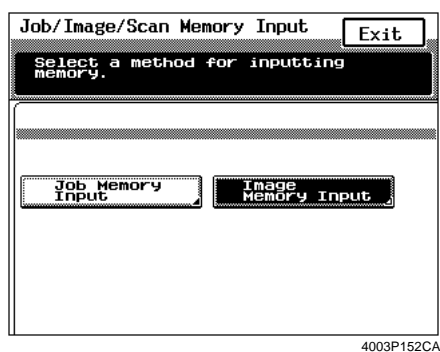 Job/Image/Scan Memory Input
Exit
Select a method for inputting
memory.
Job Memory
Input
Image
Memory Input
4003P152CA